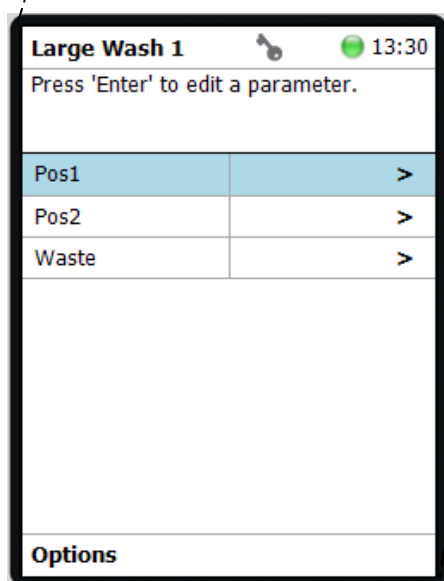 Large Wash 1 13:30
Press 'Enter' to edit a parameter.
Pos1 >
Pos2 >
Waste >
Options